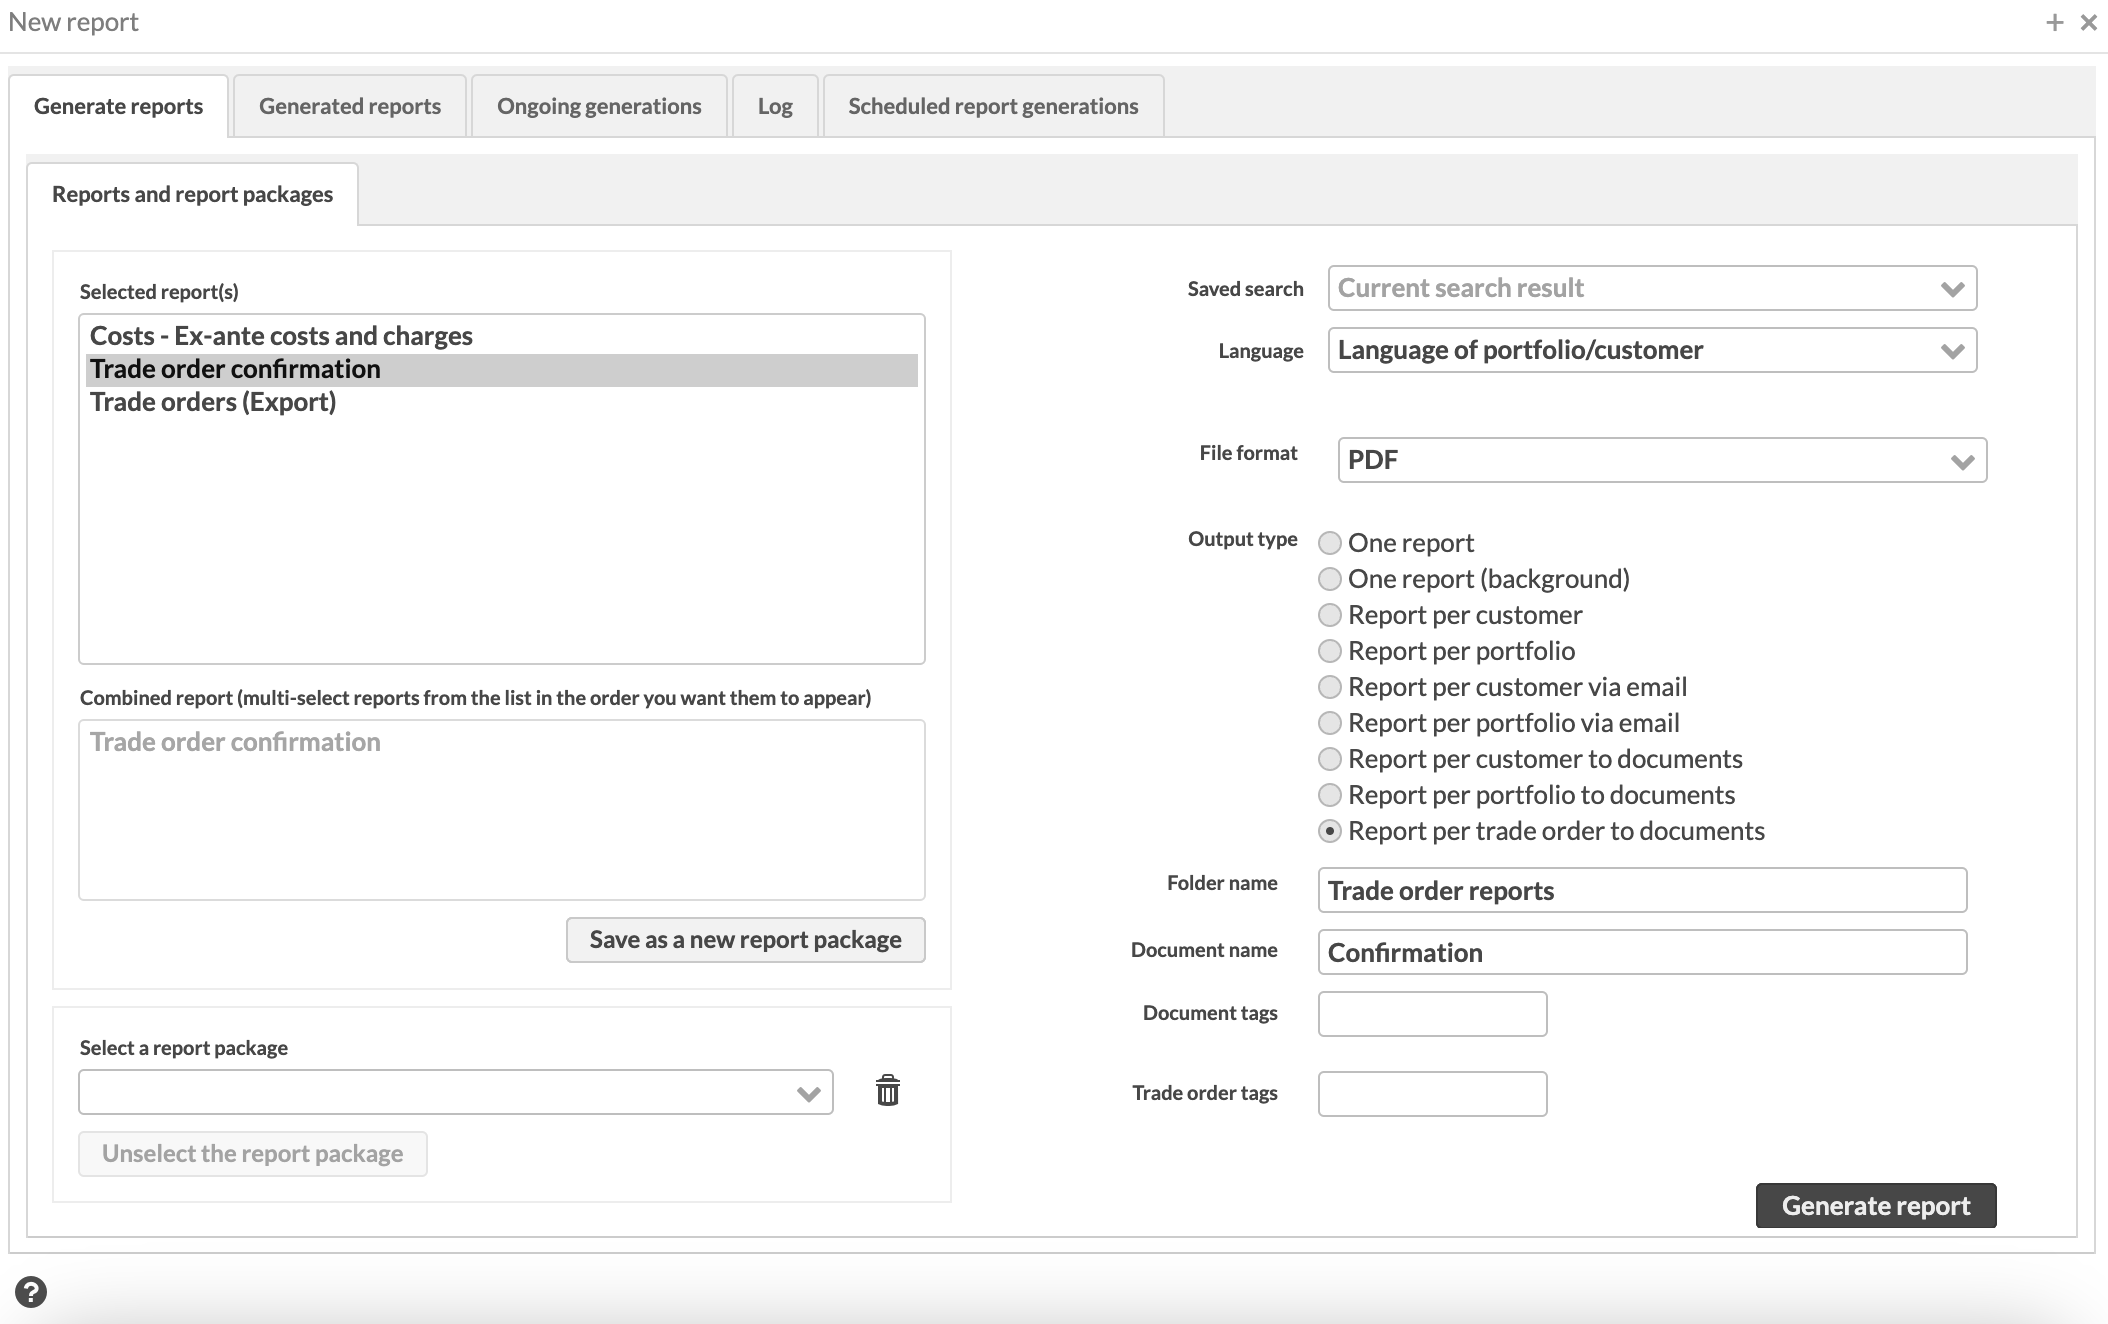 New report
Generate reports
Generated reports
Ongoing generations
Log
Scheduled report generations
Reports and report packages
Selected report(s)
Costs - Ex-ante costs and charges
Trade order confirmation
Trade orders (Export)
Combined report (multi-select reports from the list in the order you want them to appear)
Trade order confirmation
Save as a new report package
Select a report package
Unselect the report package
Saved search
Current search result
Language
Language of portfolio/customer
File format
PDF
Output type
One report
One report (background)
Report per customer
Report per portfolio
Report per customer via email
Report per portfolio via email
Report per customer to documents
Report per portfolio to documents
Report per trade order to documents
Folder name
Trade order reports
Document name
Confirmation
Document tags
Trade order tags
Generate report
?